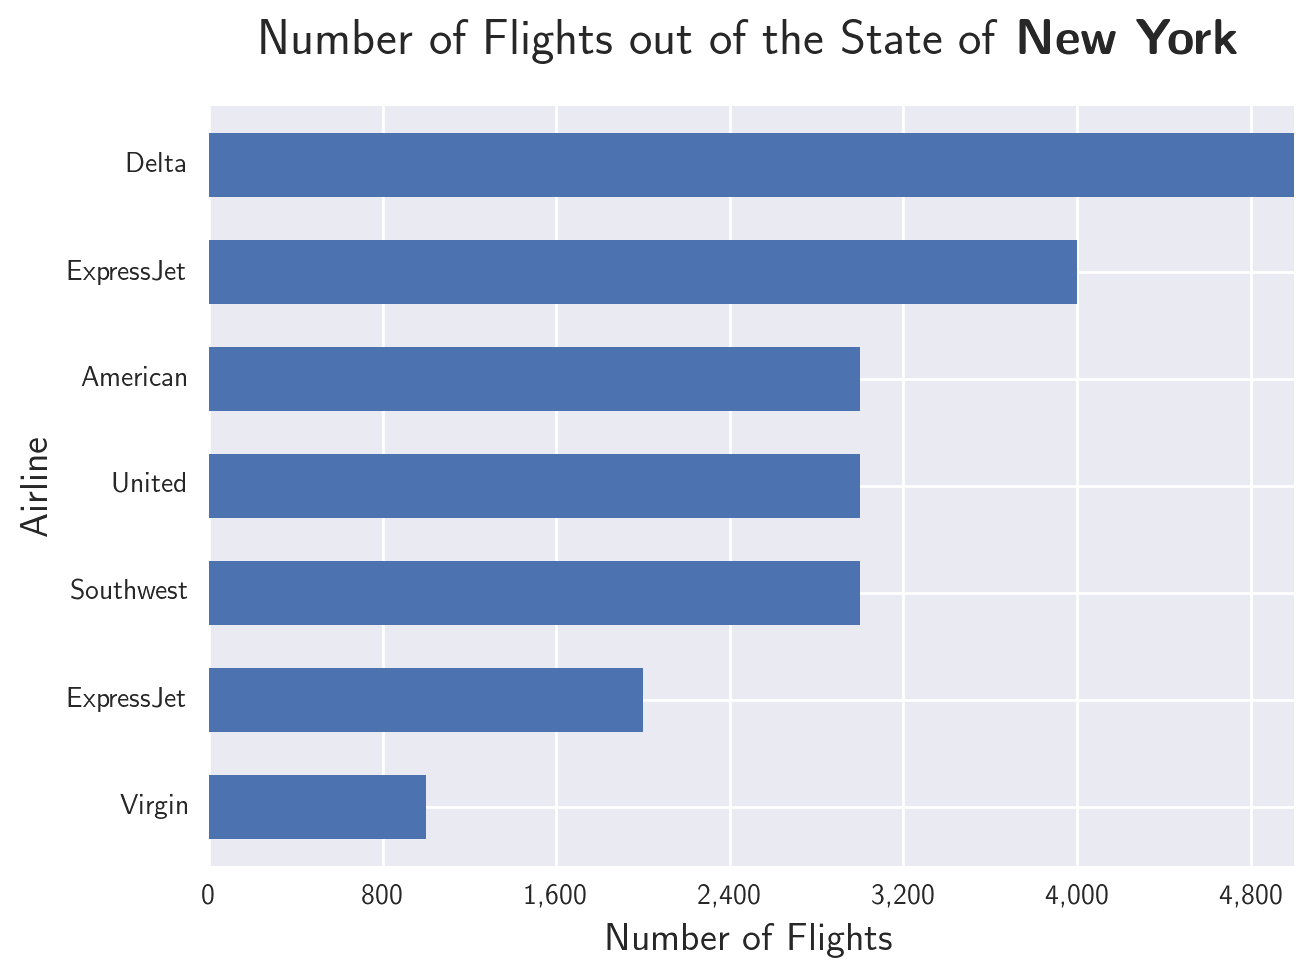 Number of Flights out of the State of New York
Delta
ExpressJet
American
United
Southwest
ExpressJet
Virgin
Airline
0 800 1,600 2,400 3,200 4,000 4,800
Number of Flights